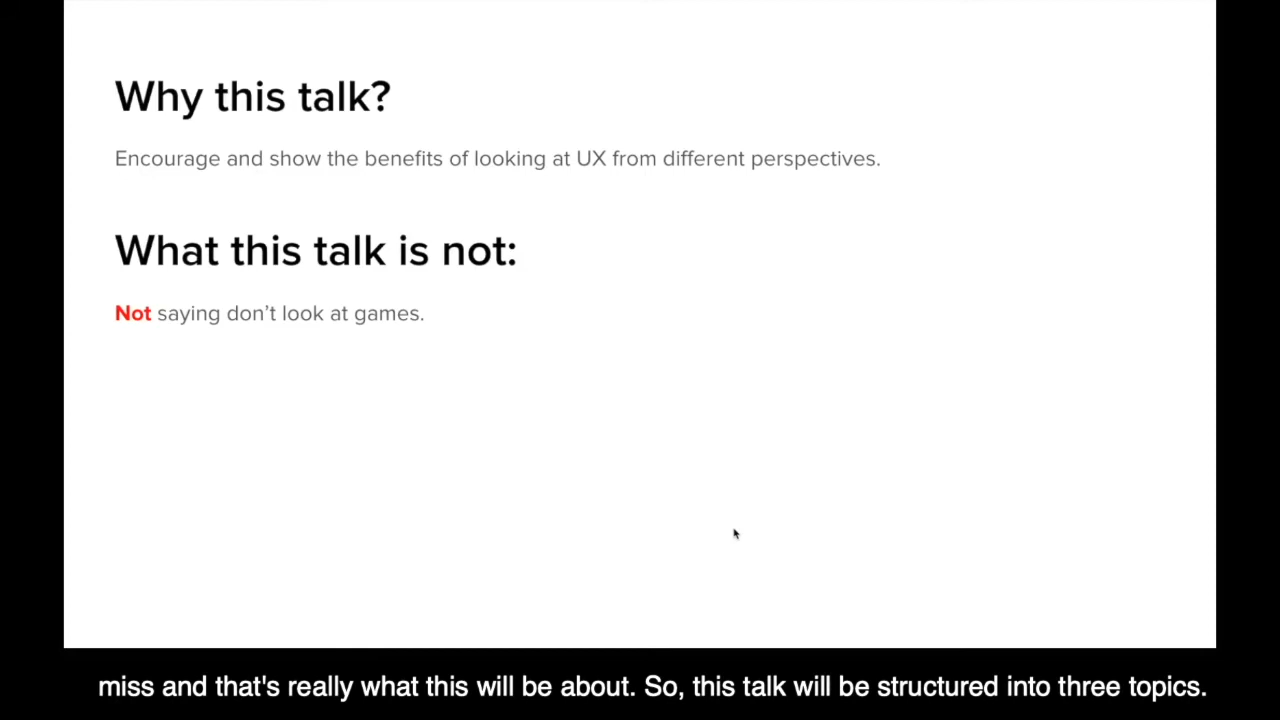 Why this talk?
Encourage and show the benefits of looking at UX from different perspectives.
What this talk is not:
Not saying don’t look at games.
miss and that's really what this will be about. So, this talk will be structured into three topics.